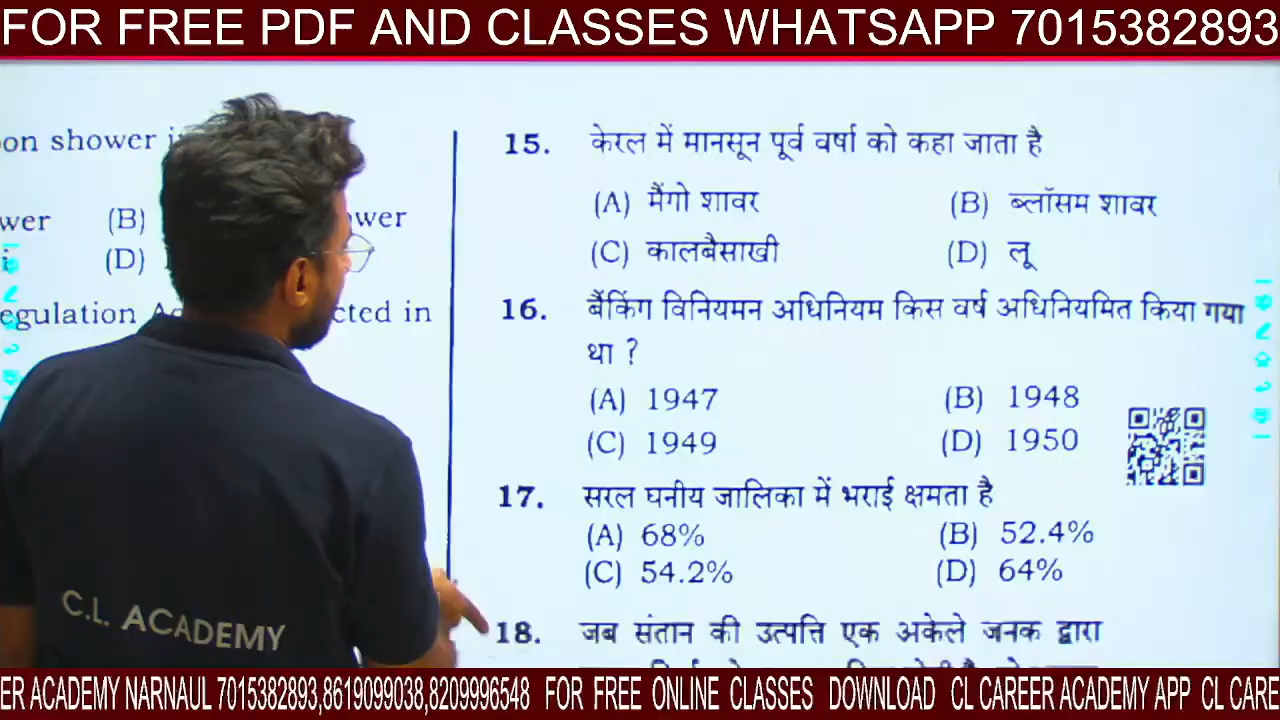 FOR FREE PDF AND CLASSES WHATSAPP 7015382893
on shower
wer (B) wer
(D)
egulation A cted in
15. केरल में मानसून पूर्व वर्षा को कहा जाता है
(A) मैंगो शावर (B) ब्लॉसम शावर
(C) कालबैसाखी (D) लू
16. बैंकिंग विनियमन अधिनियम किस वर्ष अधिनियमित किया गया
था ?
(A) 1947 (B) 1948
(C) 1949 (D) 1950
17. सरल घनीय जालिका में भराई क्षमता है
(A) 68% (B) 52.4%
(C) 54.2% (D) 64%
18. जब संतान की उत्पत्ति एक अकेले जनक द्वारा
C.L. ACADEMY
ER ACADEMY NARNAUL 7015382893,8619099038,8209996548 FOR FREE ONLINE CLASSES DOWNLOAD CL CAREER ACADEMY APP CL CARE